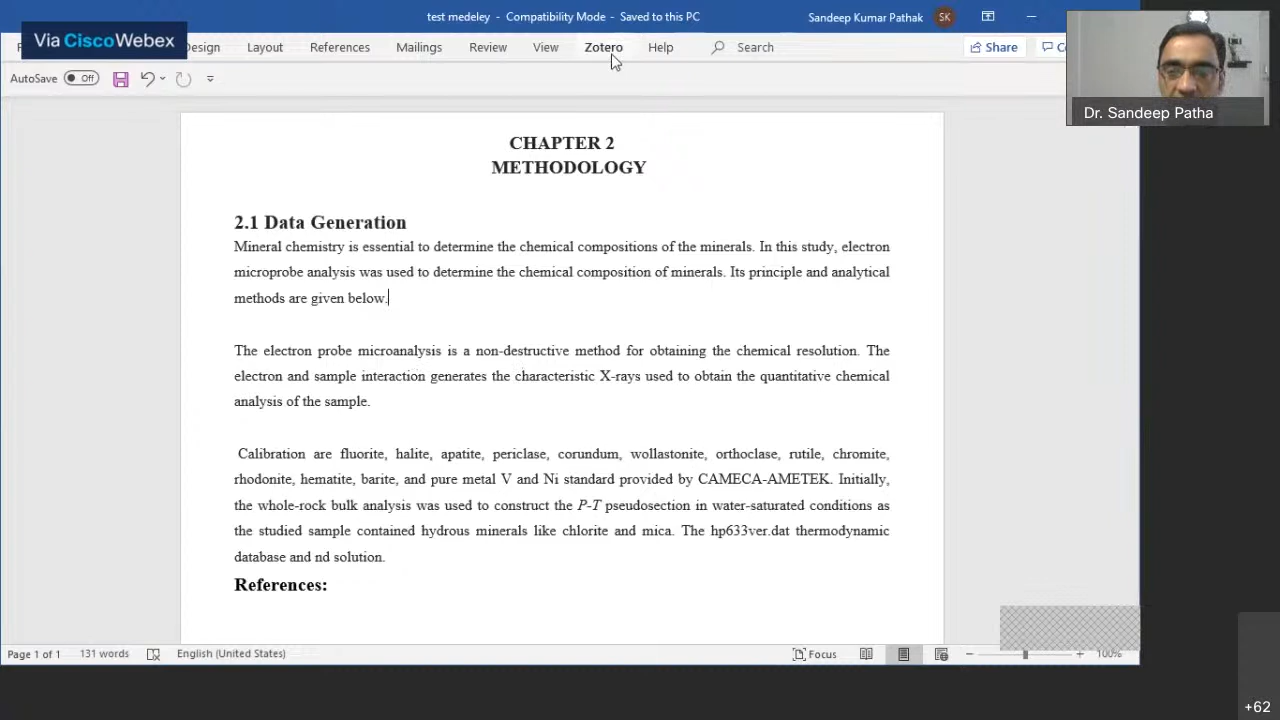 test medeley - Compatibility Mode - Saved to this PC
Sandeep Kumar Pathak SK
Via CiscoWebex
Design Layout References Mailings Review View Zotero Help Search Share
AutoSave Off
Dr. Sandeep Patha
CHAPTER 2
METHODOLOGY
2.1 Data Generation
Mineral chemistry is essential to determine the chemical compositions of the minerals. In this study, electron
microprobe analysis was used to determine the chemical composition of minerals. Its principle and analytical
methods are given below.
The electron probe microanalysis is a non-destructive method for obtaining the chemical resolution. The
electron and sample interaction generates the characteristic X-rays used to obtain the quantitative chemical
analysis of the sample.
Calibration are fluorite, halite, apatite, periclase, corundum, wollastonite, orthoclase, rutile, chromite,
rhodonite, hematite, barite, and pure metal V and Ni standard provided by CAMECA-AMETEK. Initially,
the whole-rock bulk analysis was used to construct the P-T pseudosection in water-saturated conditions as
the studied sample contained hydrous minerals like chlorite and mica. The hp633ver.dat thermodynamic
database and nd solution.
References:
Page 1 of 1 131 words English (United States) Focus 100%
+62